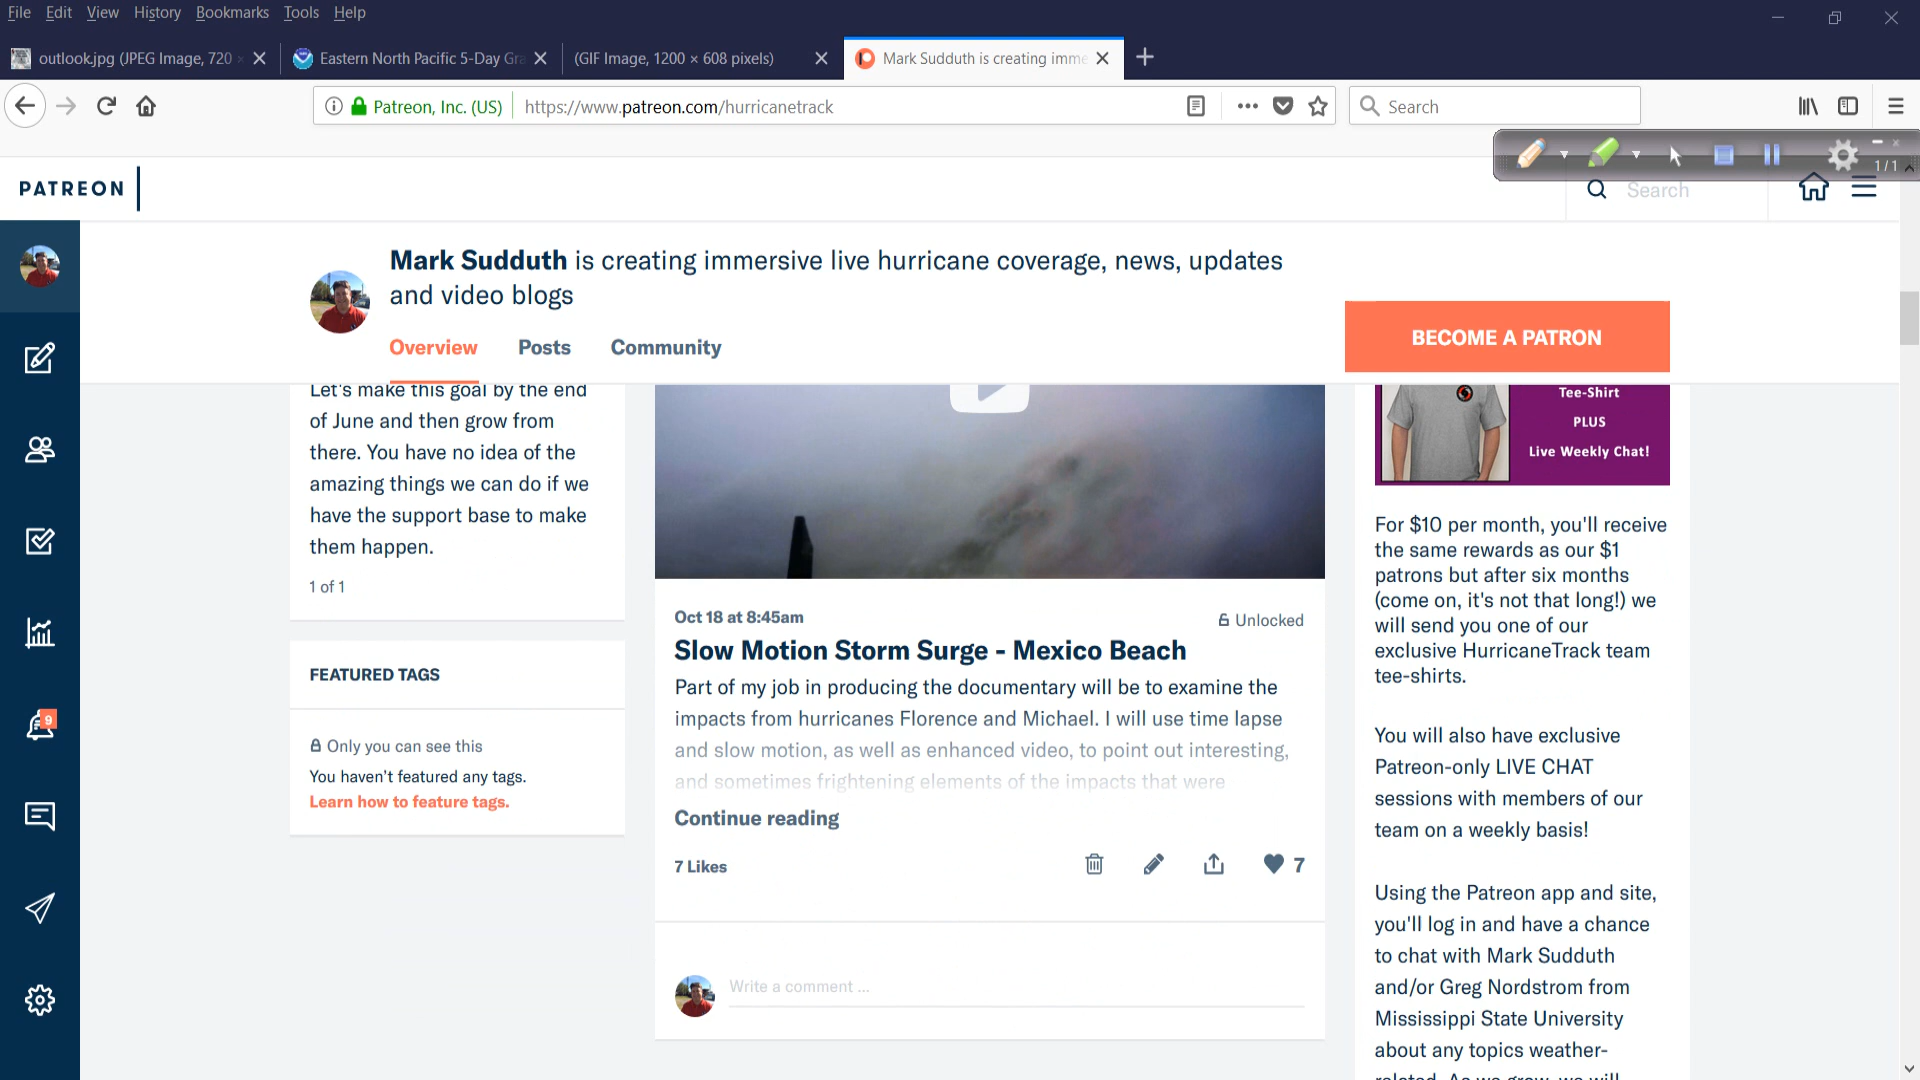 File Edit View History Bookmarks Tools Help
outlook.jpg (JPEG Image, 720 ×
Eastern North Pacific 5-Day Gra
(GIF Image, 1200 × 608 pixels)
Mark Sudduth is creating imme
Patreon, Inc. (US)
https://www.patreon.com/hurricanetrack
Search
1 / 1
PATREON
Search
Mark Sudduth is creating immersive live hurricane coverage, news, updates
and video blogs
Overview Posts Community
BECOME A PATRON
Let's make this goal by the end
of June and then grow from
there. You have no idea of the
amazing things we can do if we
have the support base to make
them happen.
1 of 1
FEATURED TAGS
Only you can see this
You haven't featured any tags.
Learn how to feature tags.
9
Oct 18 at 8:45am
Unlocked
Slow Motion Storm Surge - Mexico Beach
Part of my job in producing the documentary will be to examine the
impacts from hurricanes Florence and Michael. I will use time lapse
and slow motion, as well as enhanced video, to point out interesting,
and sometimes frightening elements of the impacts that were
Continue reading
7 Likes
7
Write a comment ...
Tee-Shirt
PLUS
Live Weekly Chat!
For $10 per month, you'll receive
the same rewards as our $1
patrons but after six months
(come on, it's not that long!) we
will send you one of our
exclusive HurricaneTrack team
tee-shirts.
You will also have exclusive
Patreon-only LIVE CHAT
sessions with members of our
team on a weekly basis!
Using the Patreon app and site,
you'll log in and have a chance
to chat with Mark Sudduth
and/or Greg Nordstrom from
Mississippi State University
about any topics weather-
related. As we grow, we will